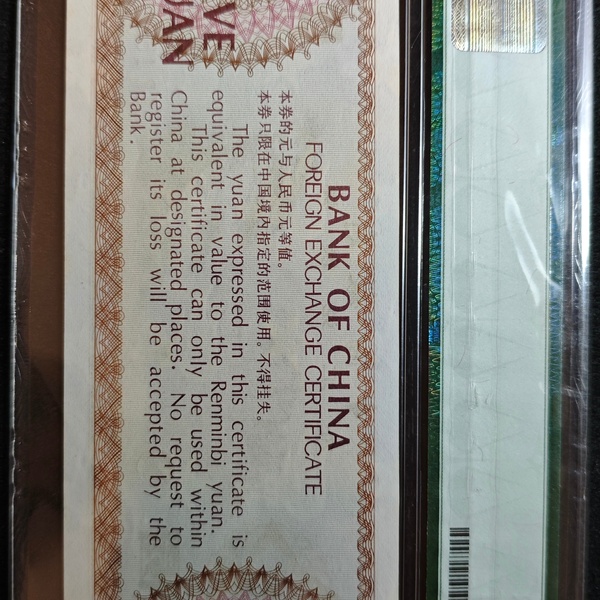 BANK OF CHINA
FOREIGN EXCHANGE CERTIFICATE
本券的元与人民币元等值。
本券只限在中国境内指定的范围使用。不得挂失。
The yuan expressed in this certificate is
equivalent in value to the Renminbi yuan.
This certificate can only be used within
China at designated places. No request to
register its loss will be accepted by the
Bank.
VE
UAN